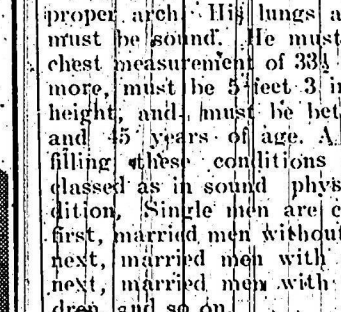 proper arch. His lungs a
must be sound. He must
chest measurement of 33½
more, must be 5 feet 3 i
height, and must be bet
and 45 years of age. A
filling these conditions
classed as in sound phys
dition, Single men are c
first, married men without
next, married men with
next, married men with
dren and so on